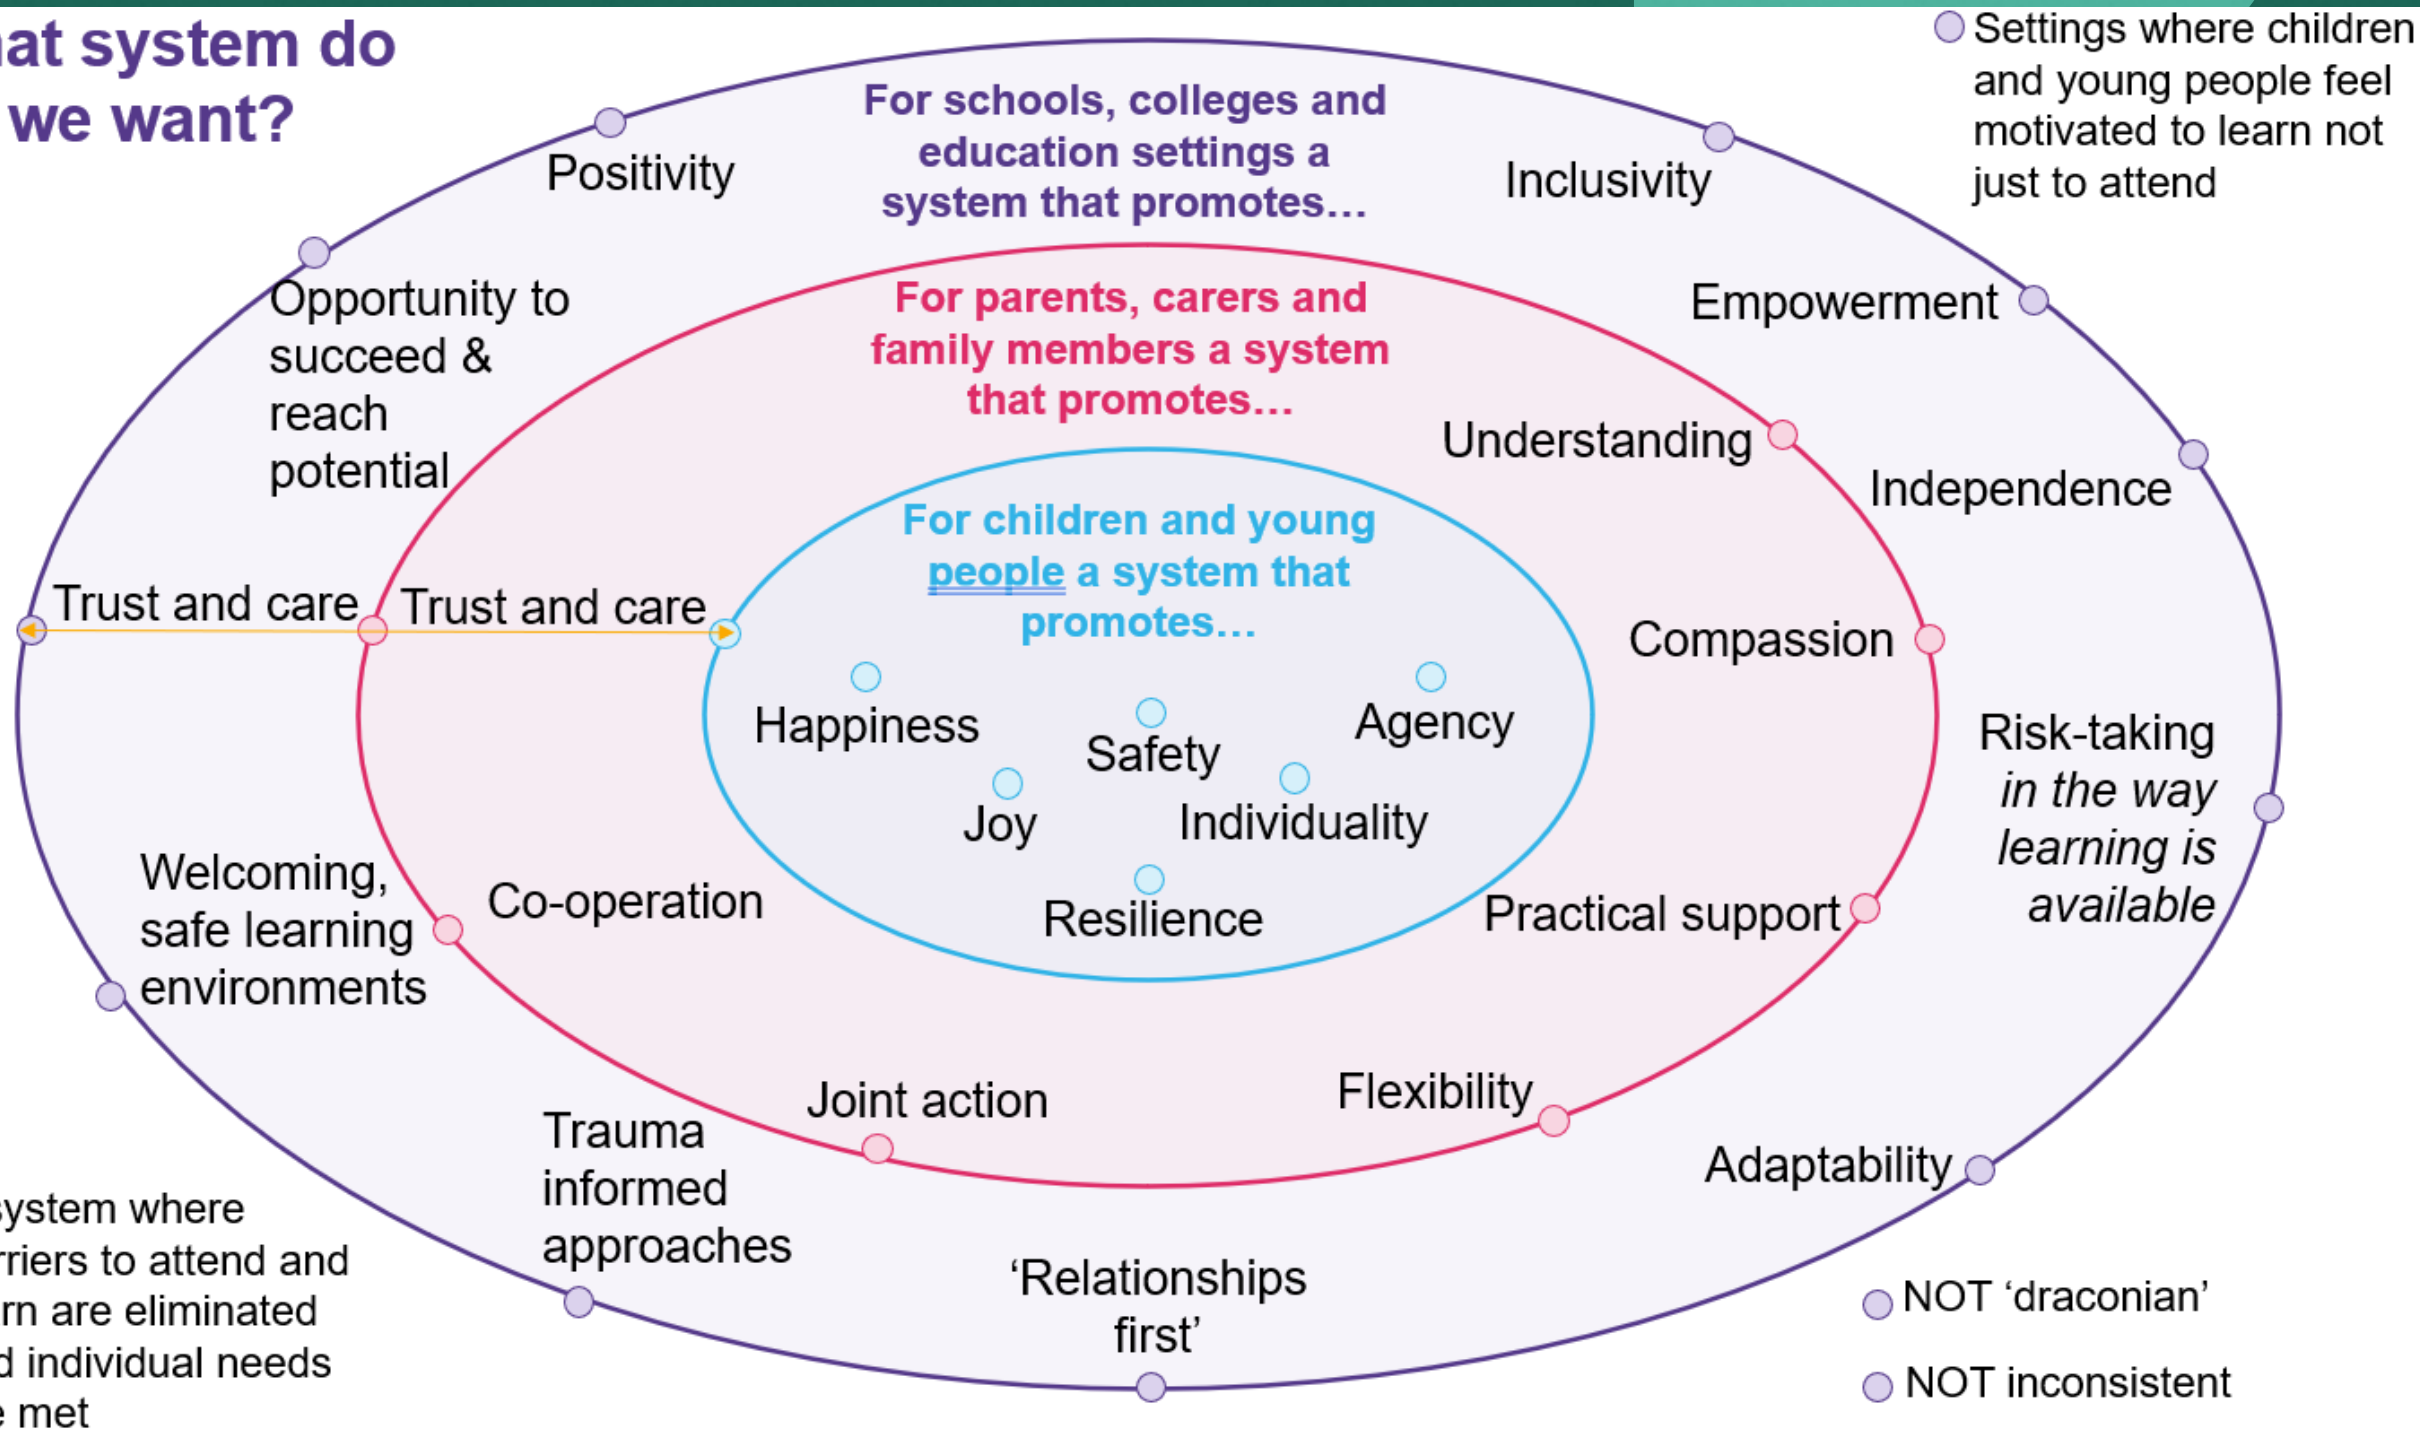 at system do
we want?
Settings where children
and young people feel
motivated to learn not
just to attend
For schools, colleges and
education settings a
system that promotes…
Positivity
Inclusivity
Opportunity to
succeed &
reach
potential
Empowerment
Independence
For parents, carers and
family members a system
that promotes…
Understanding
For children and young
people a system that
promotes…
Trust and care
Trust and care
Compassion
Happiness
Safety
Agency
Joy
Individuality
Resilience
Risk-taking
in the way
learning is
available
Welcoming,
safe learning
environments
Co-operation
Practical support
Joint action
Flexibility
Trauma
informed
approaches
Adaptability
‘Relationships
first’
system where
rriers to attend and
rn are eliminated
d individual needs
e met
NOT ‘draconian’
NOT inconsistent